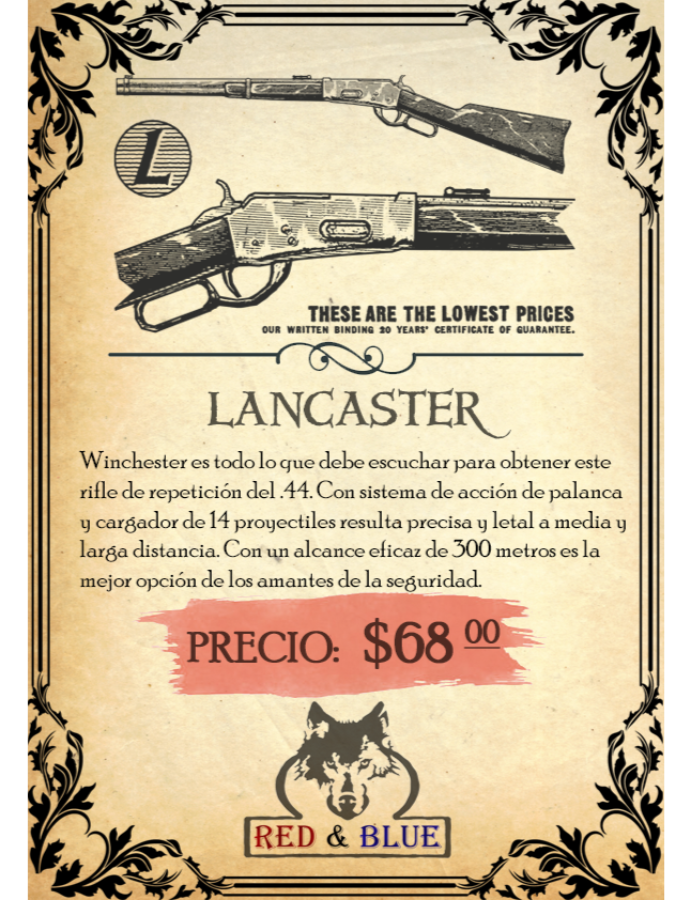 L
THESE ARE THE LOWEST PRICES
OUR WRITTEN BINDING 20 YEARS' CERTIFICATE OF GUARANTEE.
LANCASTER
Winchester es todo lo que debe escuchar para obtener este
rifle de repetición del .44. Con sistema de acción de palanca
y cargador de 14 proyectiles resulta precisa y letal a media y
larga distancia. Con un alcance eficaz de 300 metros es la
mejor opción de los amantes de la seguridad.
PRECIO: $68 00
RED & BLUE